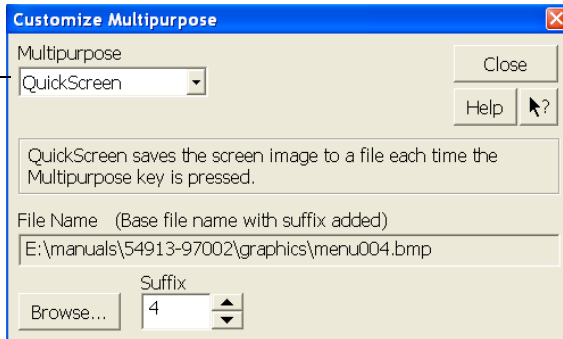 Customize Multipurpose
Multipurpose
QuickScreen
Close
Help
?
QuickScreen saves the screen image to a file each time the
Multipurpose key is pressed.
File Name (Base file name with suffix added)
E:\manuals\54913-97002\graphics\menu004.bmp
Suffix
Browse...
4